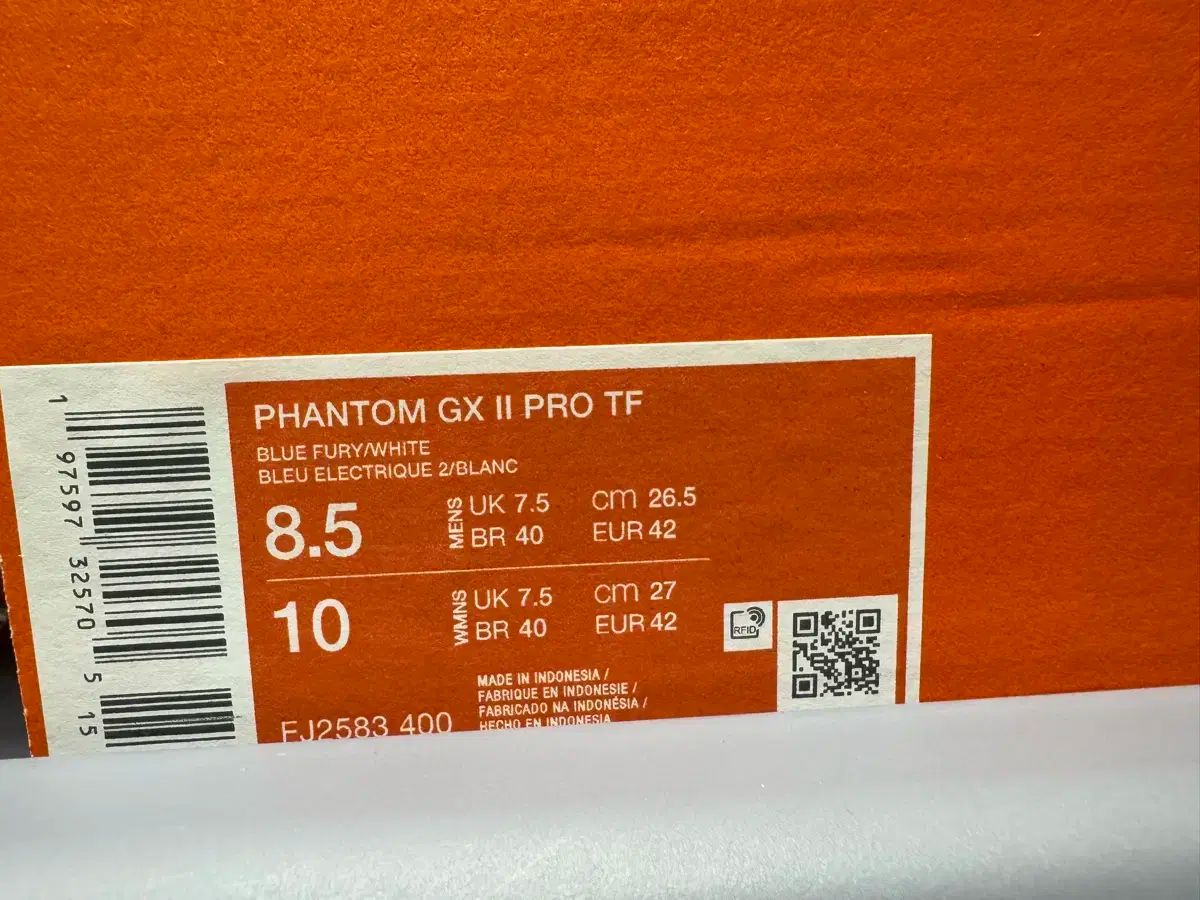 1 97597 32570 5 15
PHANTOM GX II PRO TF
BLUE FURY/WHITE
BLEU ELECTRIQUE 2/BLANC
8.5
MENS
UK 7.5
cm 26.5
BR 40
EUR 42
10
WMNS
UK 7.5
cm 27
BR 40
EUR 42
RFID
MADE IN INDONESIA /
FABRIQUE EN INDONESIE /
FABRICADO NA INDONÉSIA /
HECHO EN INDONESIA
FJ2583 400